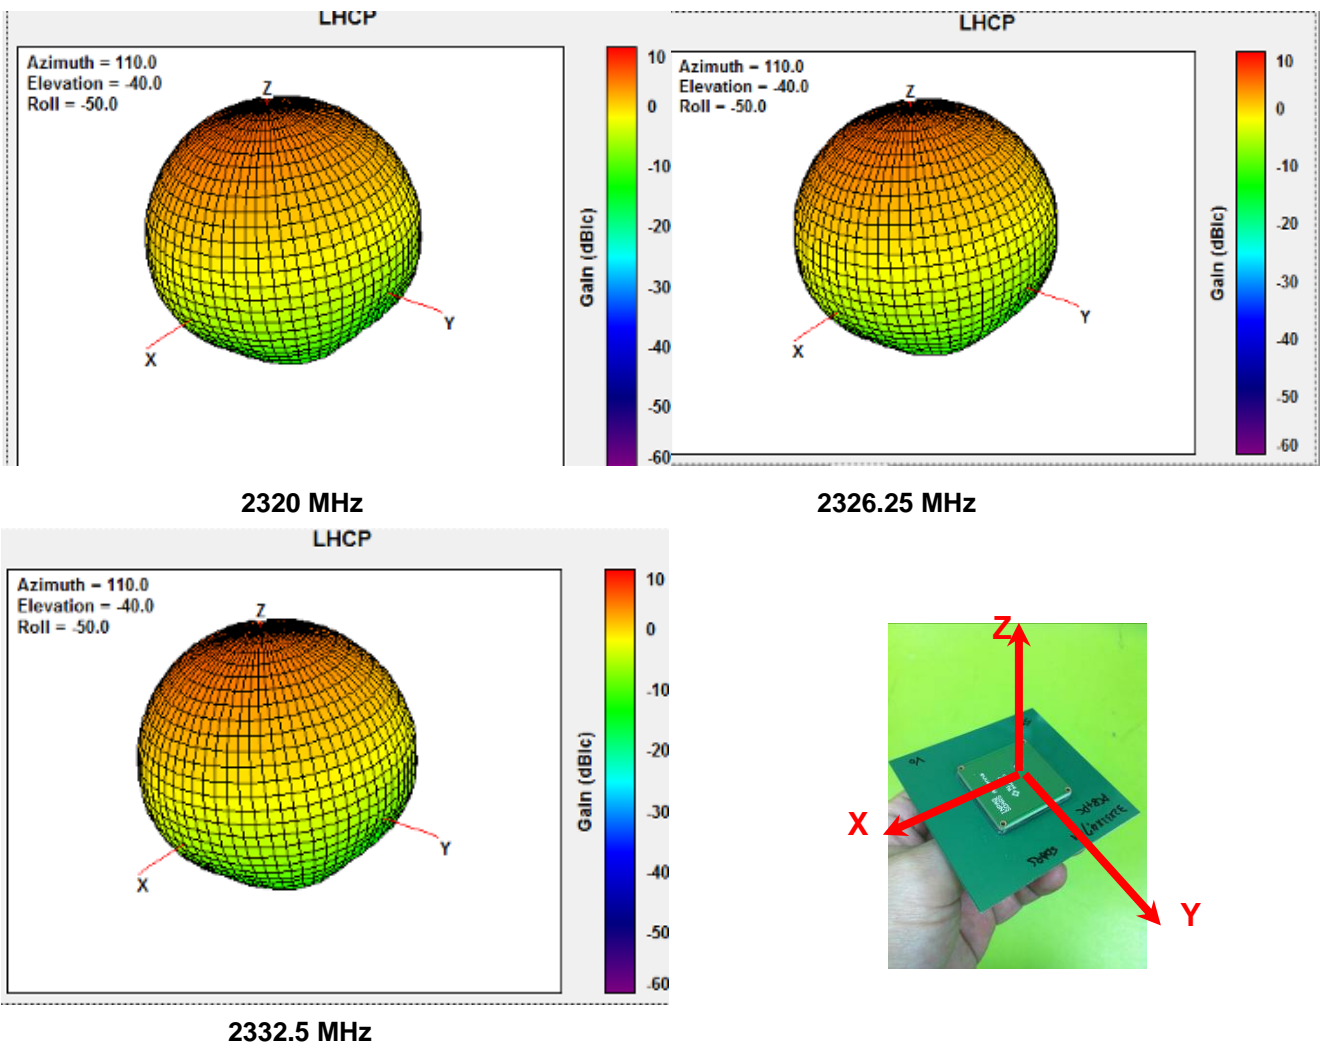 LHCP
Azimuth = 110.0
Elevation = -40.0
Roll = -50.0
Z
X
Y
10
0
-10
-20
-30
-40
-50
-60
Gain (dBic)
2320 MHz
LHCP
Azimuth = 110.0
Elevation = -40.0
Roll = -50.0
Z
X
Y
10
0
-10
-20
-30
-40
-50
-60
Gain (dBic)
2326.25 MHz
LHCP
Azimuth = 110.0
Elevation = -40.0
Roll = -50.0
Z
X
Y
10
0
-10
-20
-30
-40
-50
-60
Gain (dBic)
2332.5 MHz
Z
X
Y